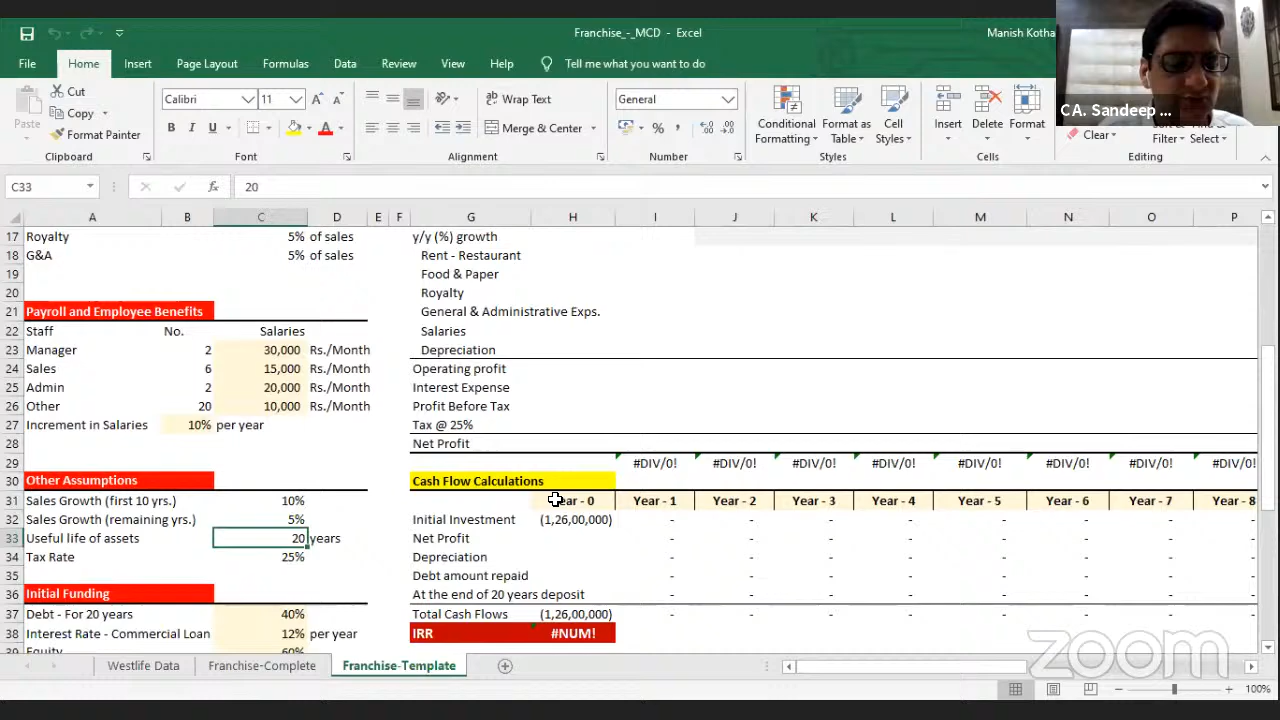 Franchise_-_MCD - Excel
Manish Kotha
CA. Sandeep ...
File Home Insert Page Layout Formulas Data Review View Help Tell me what you want to do
Cut
Copy
Paste
Format Painter
Clipboard
Calibri 11
B I U
Font
Wrap Text
Merge & Center
Alignment
General
Number
Conditional Formatting
Format as Table
Cell Styles
Styles
Insert Delete Format
Cells
Clear
Filter Select
Editing
C33 fx 20
A B C D E F G H I J K L M N O P
17 Royalty 5% of sales y/y (%) growth
18 G&A 5% of sales Rent - Restaurant
19 Food & Paper
20 Royalty
21 Payroll and Employee Benefits General & Administrative Exps.
22 Staff No. Salaries Salaries
23 Manager 2 30,000 Rs./Month Depreciation
24 Sales 6 15,000 Rs./Month Operating profit
25 Admin 2 20,000 Rs./Month Interest Expense
26 Other 20 10,000 Rs./Month Profit Before Tax
27 Increment in Salaries 10% per year Tax @ 25%
28 Net Profit
29 #DIV/0! #DIV/0! #DIV/0! #DIV/0! #DIV/0! #DIV/0! #DIV/0! #DIV/0!
30 Other Assumptions Cash Flow Calculations
31 Sales Growth (first 10 yrs.) 10% Year - 0 Year - 1 Year - 2 Year - 3 Year - 4 Year - 5 Year - 6 Year - 7 Year - 8
32 Sales Growth (remaining yrs.) 5% Initial Investment (1,26,00,000) - - - - - - - -
33 Useful life of assets 20 years Net Profit - - - - - - - -
34 Tax Rate 25% Depreciation - - - - - - - -
35 Debt amount repaid - - - - - - - -
36 Initial Funding At the end of 20 years deposit - - - - - - - -
37 Debt - For 20 years 40% Total Cash Flows (1,26,00,000) - - - - - - - -
38 Interest Rate - Commercial Loan 12% per year IRR #NUM!
39 Equity 60%
Westlife Data Franchise-Complete Franchise-Template
zoom
100%